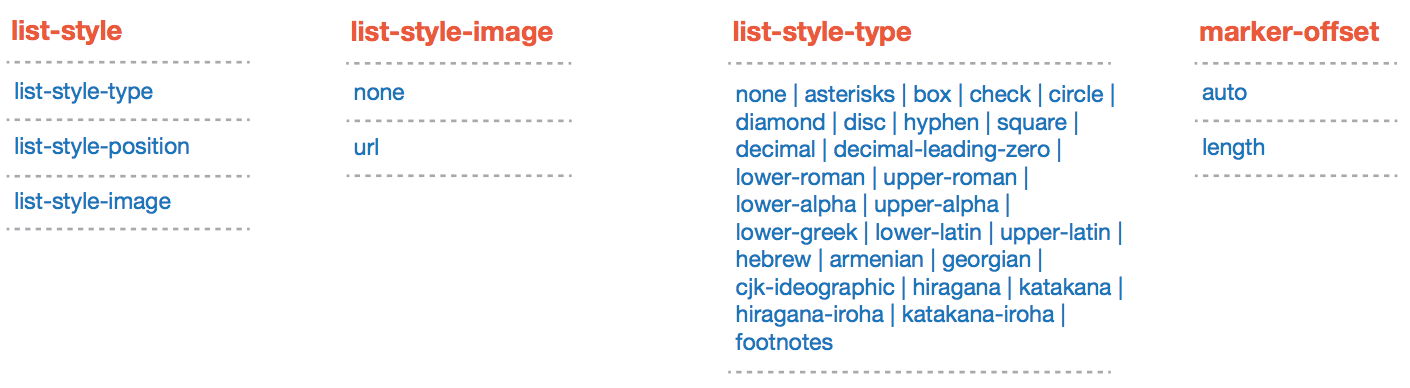 list-style
list-style-type
list-style-position
list-style-image
list-style-image
none
url
list-style-type
none | asterisks | box | check | circle |
diamond | disc | hyphen | square |
decimal | decimal-leading-zero |
lower-roman | upper-roman |
lower-alpha | upper-alpha |
lower-greek | lower-latin | upper-latin |
hebrew | armenian | georgian |
cjk-ideographic | hiragana | katakana |
hiragana-iroha | katakana-iroha |
footnotes
marker-offset
auto
length